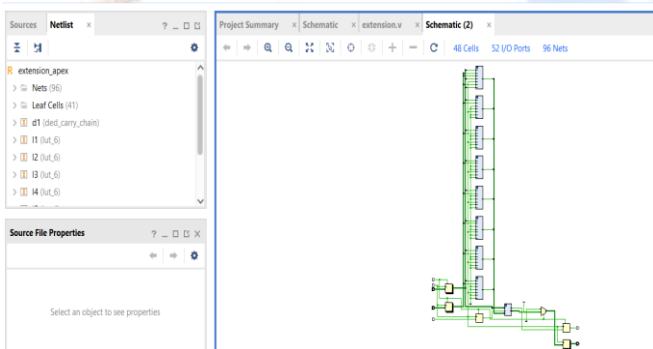 Sources Netlist × ? _ □
extension_apex
Nets (96)
Leaf Cells (41)
d1 (ded_carry_chain)
l1 (lut_6)
l2 (lut_6)
l3 (lut_6)
l4 (lut_6)
Source File Properties ? _ □ X
Select an object to see properties
Project Summary × Schematic × extension.v × Schematic (2) ×
48 Cells 52 I/O Ports 96 Nets